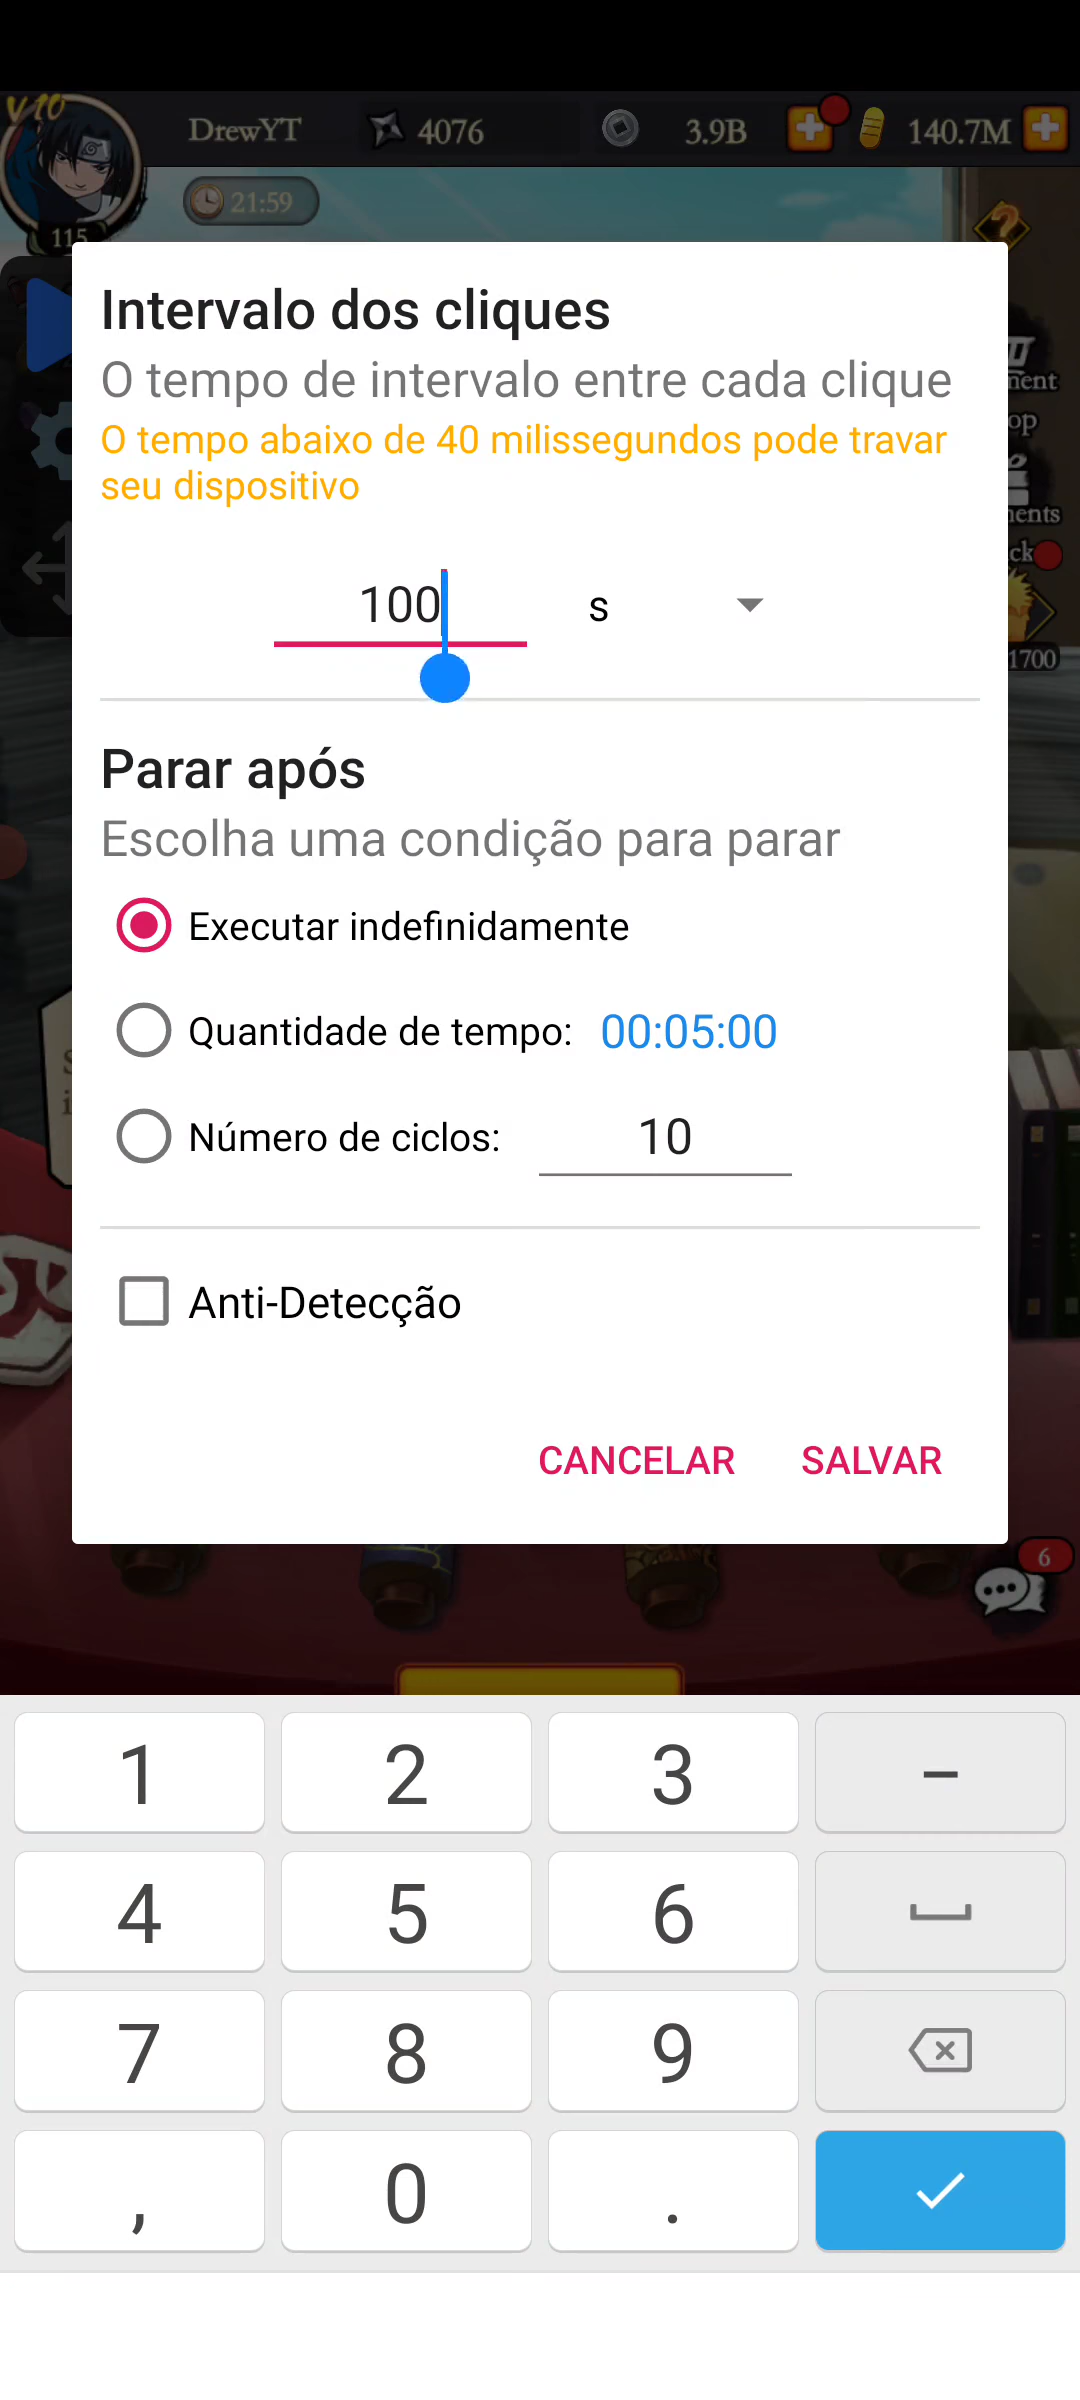 V10
DrewYT
4076
3.9B
140.7M
21:59
115
Intervalo dos cliques
O tempo de intervalo entre cada clique
O tempo abaixo de 40 milissegundos pode travar
seu dispositivo
100
s
1700
Parar após
Escolha uma condição para parar
Executar indefinidamente
Quantidade de tempo: 00:05:00
Número de ciclos: 10
Anti-Detecção
CANCELAR
SALVAR
6
1 2 3 –
4 5 6
7 8 9
, 0 .